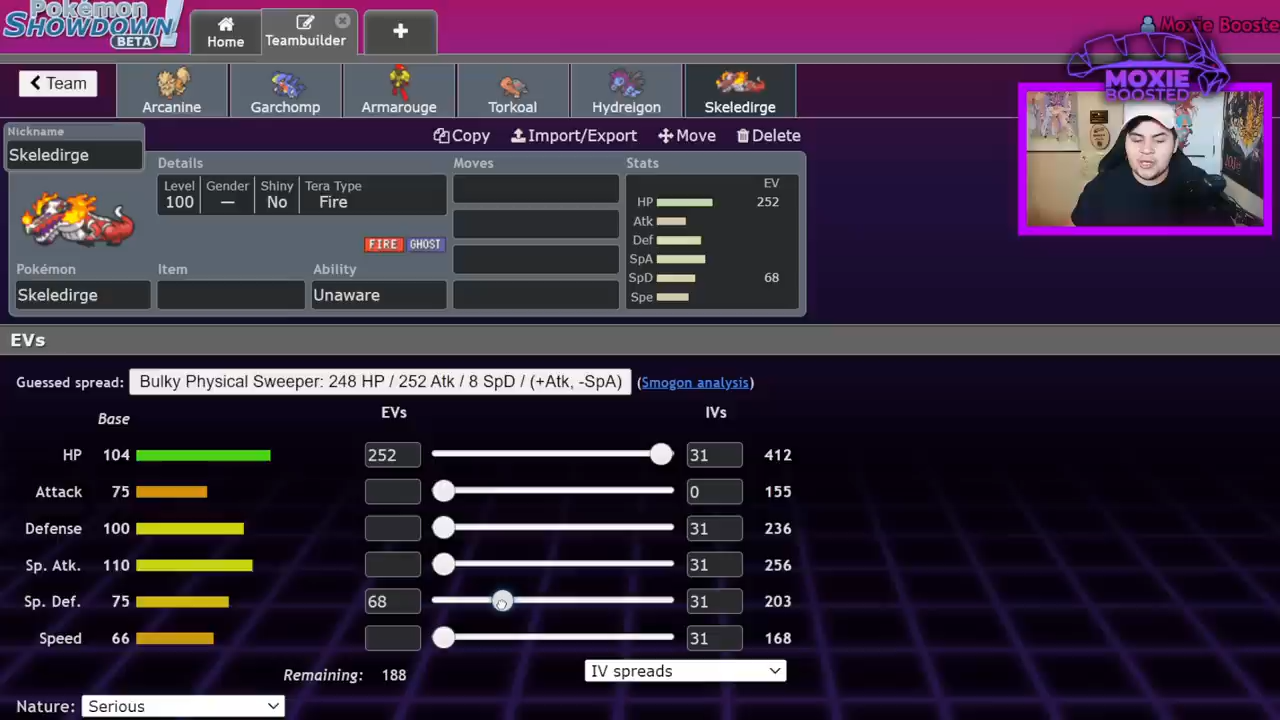 Pokémon
SHOWDOWN!
BETA
Home
Teambuilder
+
Moxie Booste
MOXIE
BOOSTED
Team
Arcanine
Garchomp
Armarouge
Torkoal
Hydreigon
Skeledirge
Copy
Import/Export
Move
Delete
Nickname
Skeledirge
Details
Level
Gender
Shiny
Tera Type
100
—
No
Fire
FIRE
GHOST
Pokémon
Item
Ability
Skeledirge
Unaware
Moves
Stats
EV
HP 252
Atk
Def
SpA
SpD 68
Spe
EVs
Guessed spread: Bulky Physical Sweeper: 248 HP / 252 Atk / 8 SpD / (+Atk, -SpA) (Smogon analysis)
Base EVs IVs
HP 104 252 31 412
Attack 75 0 155
Defense 100 31 236
Sp. Atk. 110 31 256
Sp. Def. 75 68 31 203
Speed 66 31 168
Remaining: 188
IV spreads
Nature: Serious